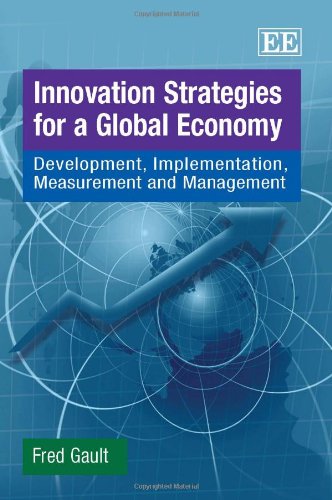 EE
Innovation Strategies
for a Global Economy
Development, Implementation,
Measurement and Management
Fred Gault